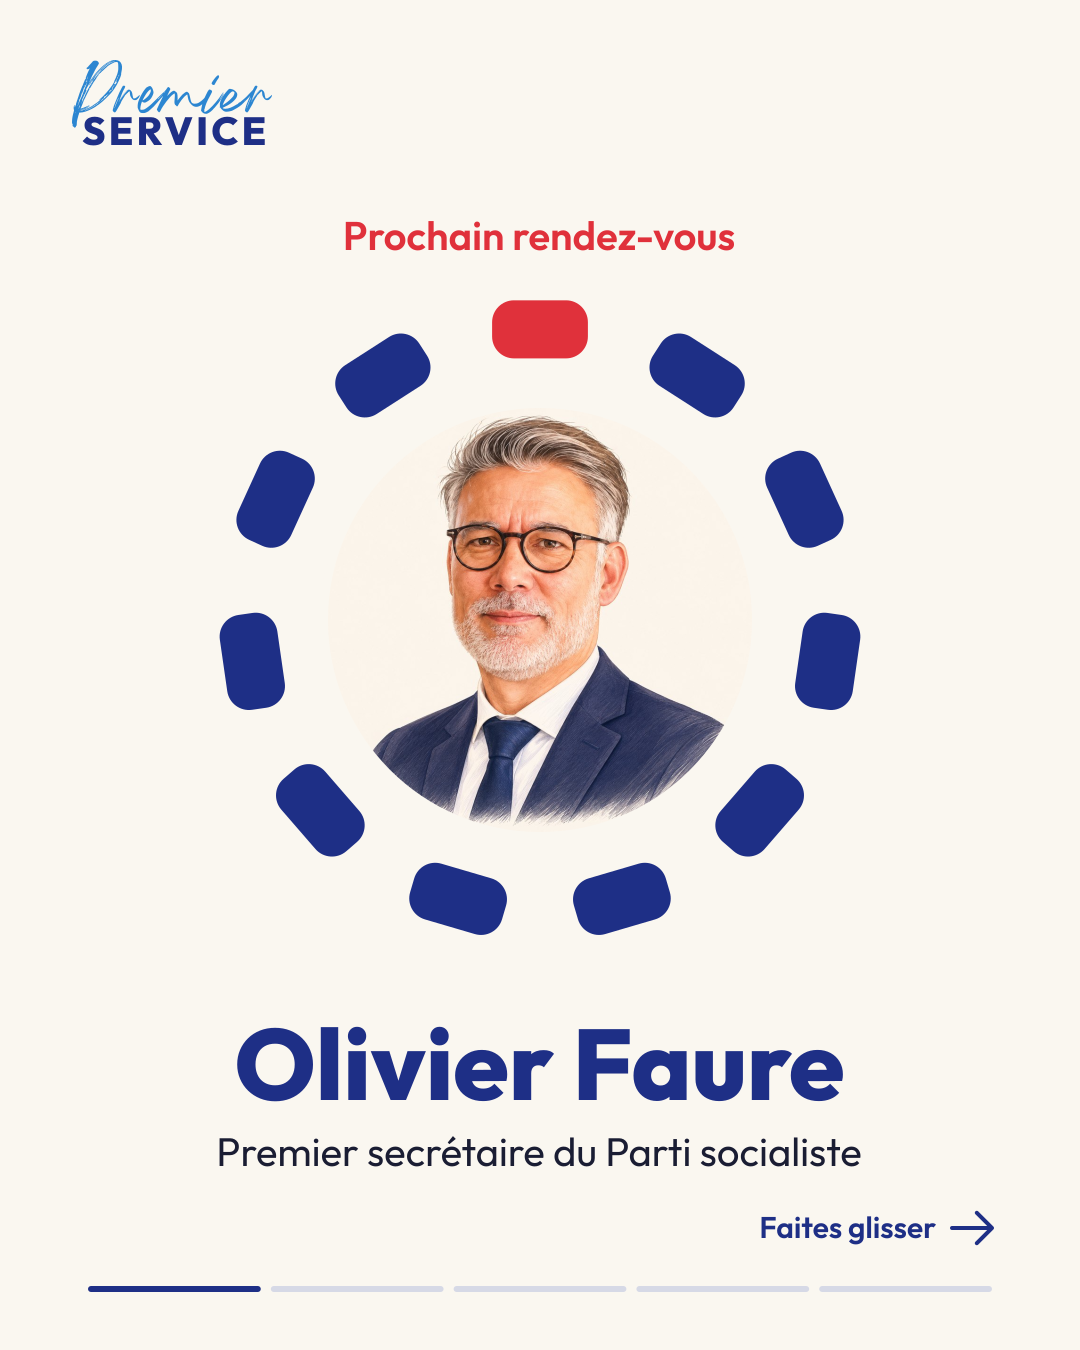 Premier
SERVICE
Prochain rendez-vous
Olivier Faure
Premier secrétaire du Parti socialiste
Faites glisser